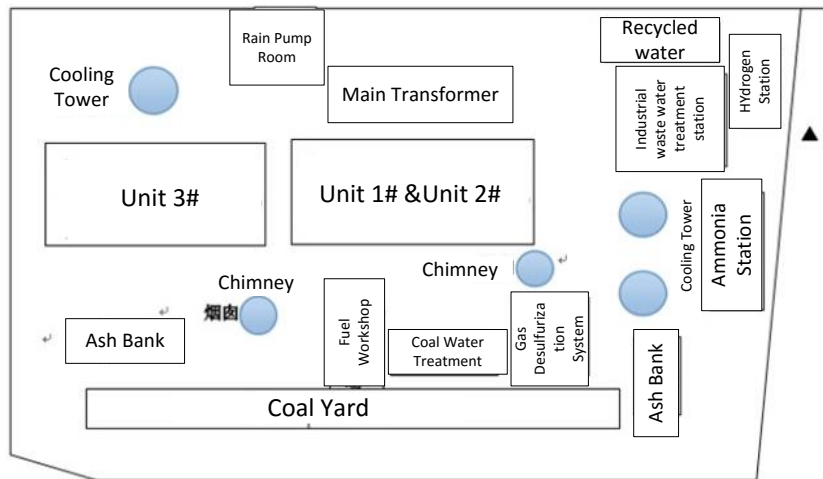 Rain Pump
Room
Recycled
water
HYdrogen
Station
Cooling
Tower
Main Transformer
Industrial
waste water
treatment
station
Unit 3#
Unit 1# &Unit 2#
Cooling Tower
Ammonia
Station
Chimney
Chimney
烟囱
Ash Bank
Fuel
Workshop
Coal Water
Treatment
Gas
Desulfuriza
tion
System
Ash Bank
Coal Yard